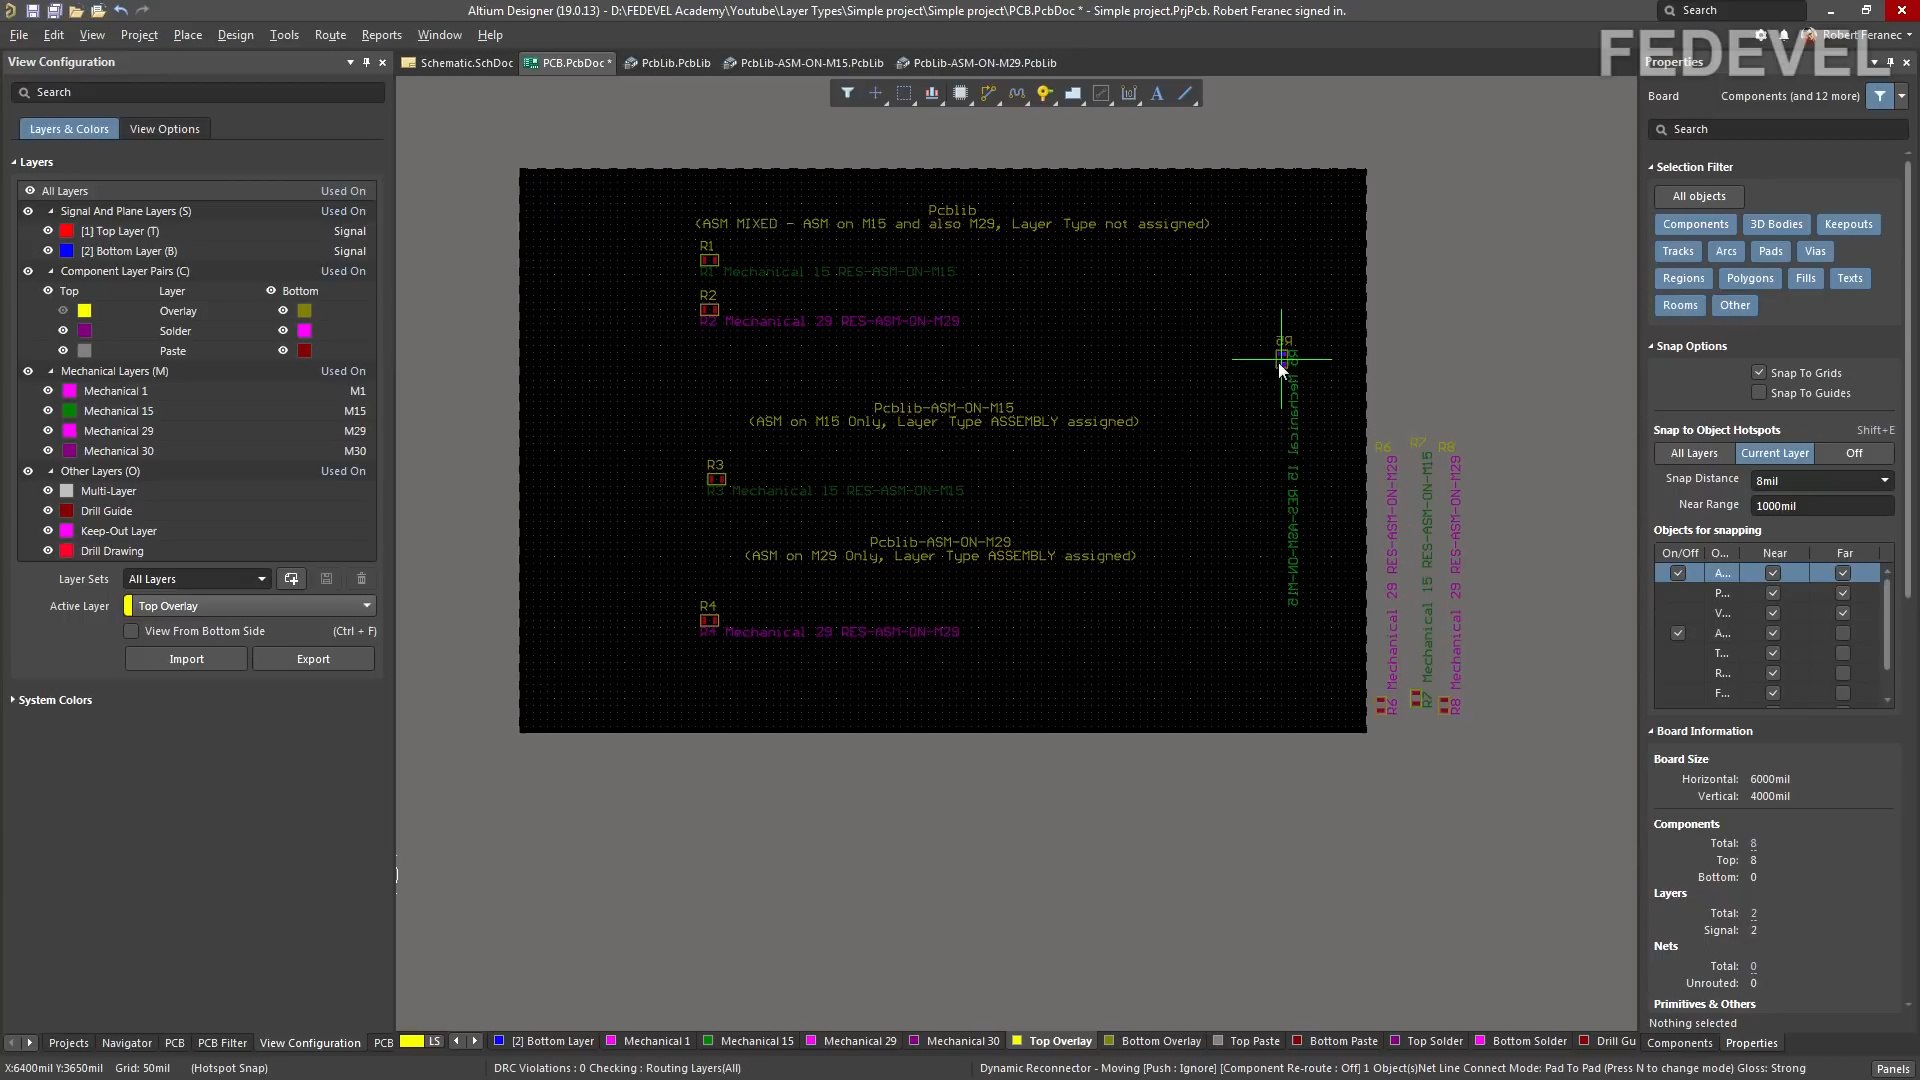 Altium Designer (19.0.13) - D:\FEDEVEL Academy\Youtube\Layer Types\Simple project\Simple project\PCB.PcbDoc * - Simple project.PrjPcb. Robert Feranec signed in.
Search
File Edit View Project Place Design Tools Route Reports Window Help
Robert Feranec
FEDEVEL
View Configuration
Schematic.SchDoc
PCB.PcbDoc *
PcbLib.PcbLib
PcbLib-ASM-ON-M15.PcbLib
PcbLib-ASM-ON-M29.PcbLib
Properties
Search
Layers & Colors
View Options
Layers
All Layers Used On
Signal And Plane Layers (S) Used On
[1] Top Layer (T) Signal
[2] Bottom Layer (B) Signal
Component Layer Pairs (C) Used On
Top Layer Bottom
Overlay
Solder
Paste
Mechanical Layers (M) Used On
Mechanical 1 M1
Mechanical 15 M15
Mechanical 29 M29
Mechanical 30 M30
Other Layers (O) Used On
Multi-Layer
Drill Guide
Keep-Out Layer
Drill Drawing
Layer Sets All Layers
Active Layer Top Overlay
View From Bottom Side (Ctrl + F)
Import Export
System Colors
Pcblib
(ASM MIXED - ASM on M15 and also M29, Layer Type not assigned)
R1
R1 Mechanical 15 RES-ASM-ON-M15
R2
R2 Mechanical 29 RES-ASM-ON-M29
R5
R5 Mechanical 15 RES-ASM-ON-M15
Pcblib-ASM-ON-M15
(ASM on M15 Only, Layer Type ASSEMBLY assigned)
R3
R3 Mechanical 15 RES-ASM-ON-M15
Pcblib-ASM-ON-M29
(ASM on M29 Only, Layer Type ASSEMBLY assigned)
R4
R4 Mechanical 29 RES-ASM-ON-M29
R6 R7 R8
R6 Mechanical 29 RES-ASM-ON-M29
R7 Mechanical 15 RES-ASM-ON-M15
R8 Mechanical 29 RES-ASM-ON-M29
Board Components (and 12 more)
Search
Selection Filter
All objects
Components 3D Bodies Keepouts
Tracks Arcs Pads Vias
Regions Polygons Fills Texts
Rooms Other
Snap Options
Snap To Grids
Snap To Guides
Snap to Object Hotspots Shift+E
All Layers Current Layer Off
Snap Distance 8mil
Near Range 1000mil
Objects for snapping
On/Off O... Near Far
A...
P...
V...
A...
T...
R...
F...
Board Information
Board Size
Horizontal: 6000mil
Vertical: 4000mil
Components
Total: 8
Top: 8
Bottom: 0
Layers
Total: 2
Signal: 2
Nets
Total: 0
Unrouted: 0
Primitives & Others
Nothing selected
Components Properties
Projects Navigator PCB PCB Filter View Configuration PCB
LS [2] Bottom Layer Mechanical 1 Mechanical 15 Mechanical 29 Mechanical 30 Top Overlay Bottom Overlay Top Paste Bottom Paste Top Solder Bottom Solder Drill Gu
X:6400mil Y:3650mil Grid: 50mil (Hotspot Snap)
DRC Violations : 0 Checking : Routing Layers(All)
Dynamic Reconnector - Moving [Push : Ignore] [Component Re-route : Off] 1 Object(s)Net Line Connect Mode: Pad To Pad (Press N to change mode) Gloss: Strong
Panels